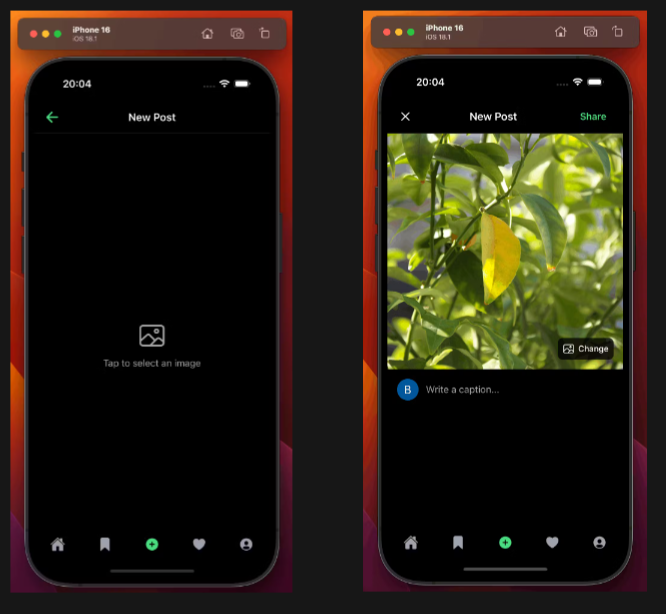 iPhone 16
iOS 18.1
20:04
New Post
Tap to select an image
iPhone 16
iOS 18.1
20:04
New Post
Share
Change
B
Write a caption...